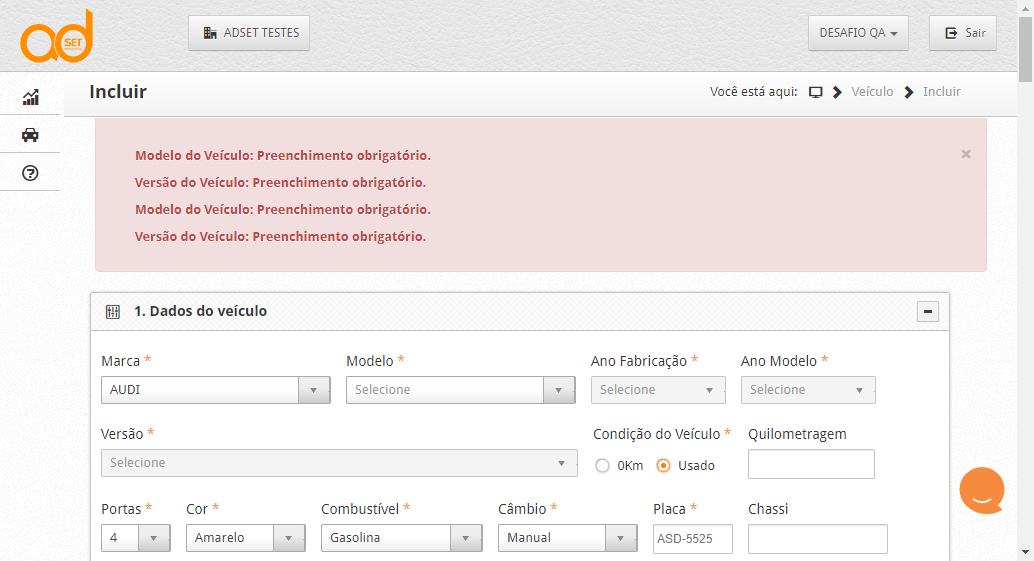 ad SET
ADSET TESTES
DESAFIO QA
Sair
Incluir
Você está aqui:
Veículo
Incluir
Modelo do Veículo: Preenchimento obrigatório.
Versão do Veículo: Preenchimento obrigatório.
Modelo do Veículo: Preenchimento obrigatório.
Versão do Veículo: Preenchimento obrigatório.
×
1. Dados do veículo
Marca * Modelo * Ano Fabricação * Ano Modelo *
AUDI Selecione Selecione Selecione
Versão * Condição do Veículo * Quilometragem
Selecione 0Km Usado
Portas * Cor * Combustível * Câmbio * Placa * Chassi
4 Amarelo Gasolina Manual ASD-5525